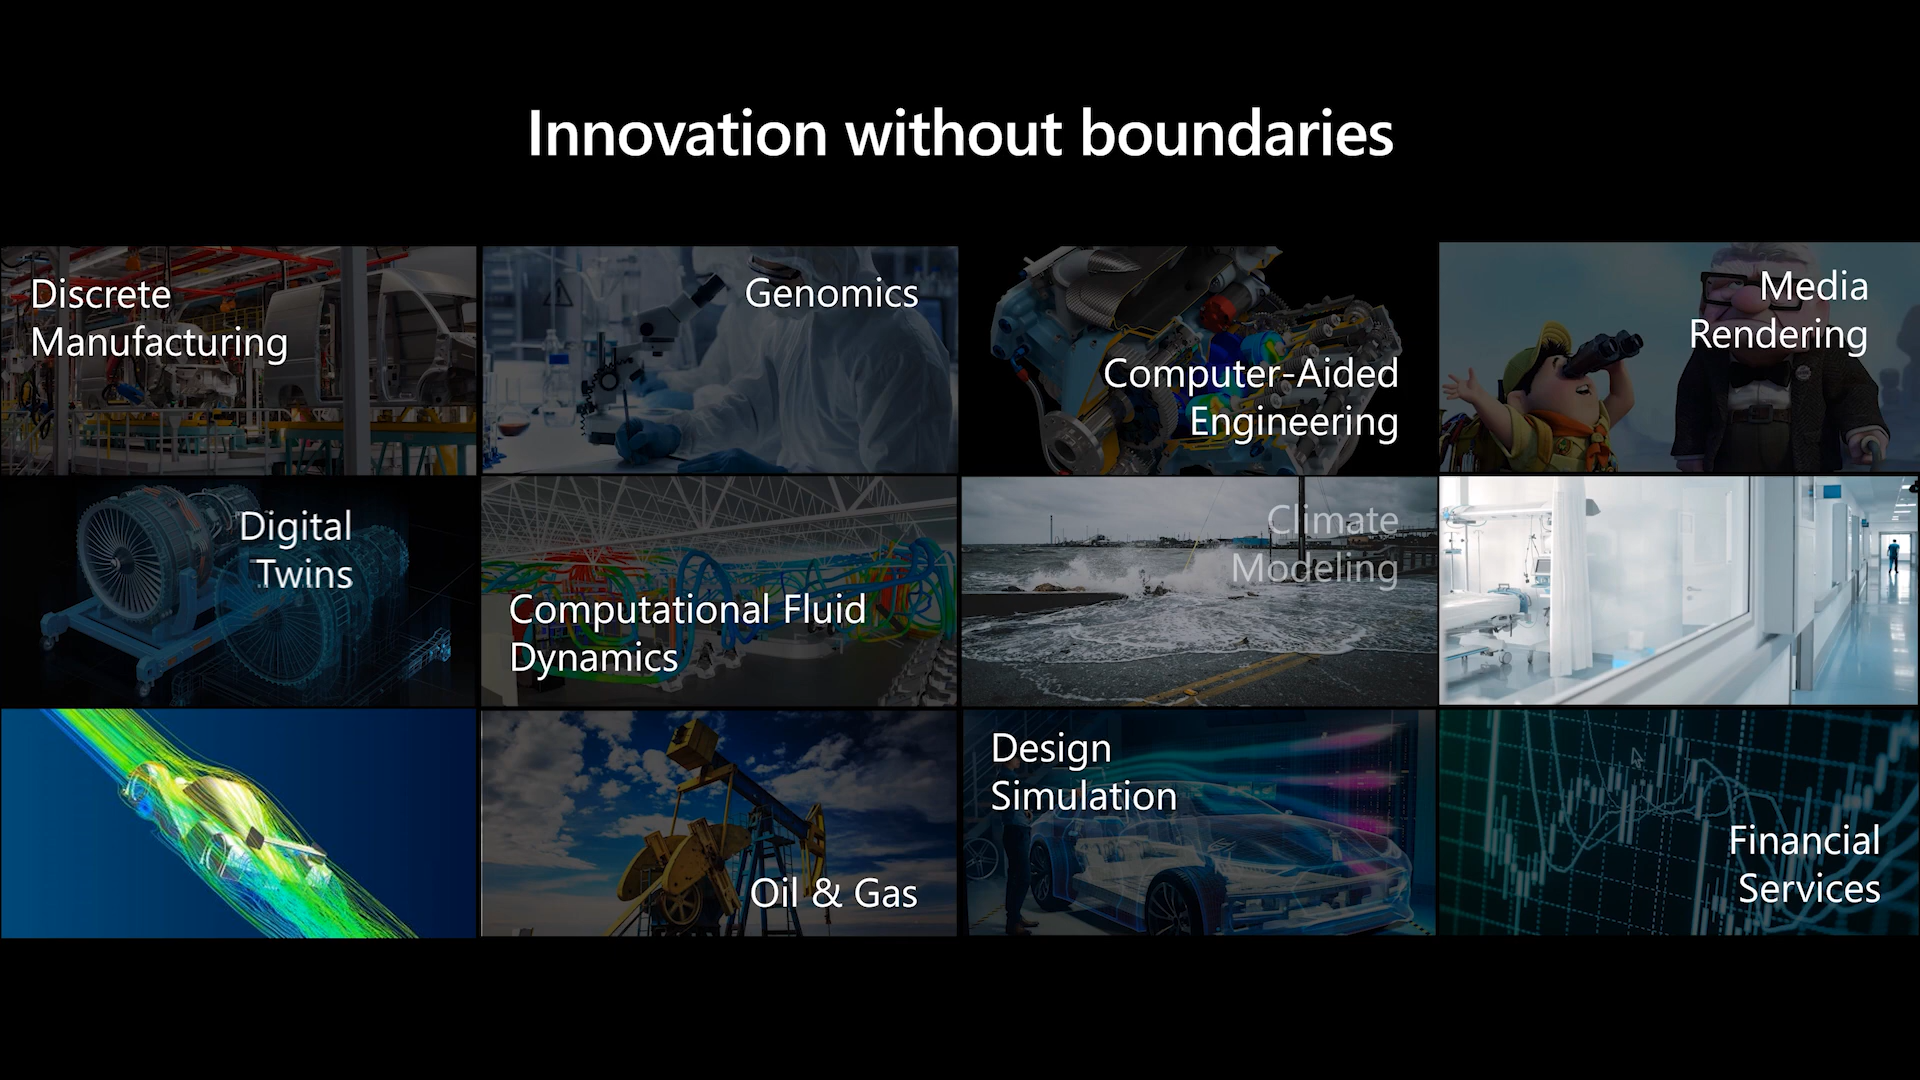 Innovation without boundaries
Discrete
Manufacturing
Genomics
Computer-Aided
Engineering
Media
Rendering
Digital
Twins
Computational Fluid
Dynamics
Climate
Modeling
Oil & Gas
Design
Simulation
Financial
Services